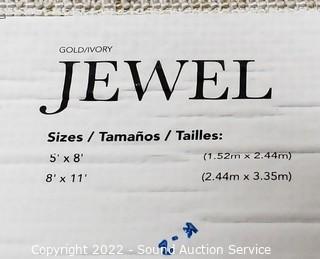 GOLD/IVORY
JEWEL
Sizes / Tamaños / Tailles:
5' x 8' (1.52m x 2.44m)
8' x 11' (2.44m x 3.35m)
Copyright 2022 - Sound Auction Service